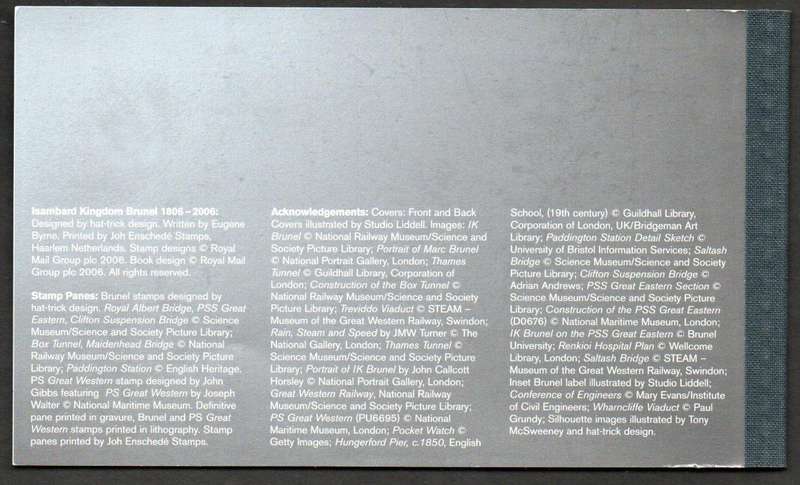 Isambard Kingdom Brunel 1806–2006:
Designed by hat-trick design. Written by Eugene
Byrne. Printed by Joh Enschedé Stamps.
Haarlem Netherlands. Stamp designs © Royal
Mail Group plc 2006. Book design © Royal Mail
Group plc 2006. All rights reserved.
Stamp Panes: Brunel stamps designed by
hat-trick design. Royal Albert Bridge, PSS Great
Eastern, Clifton Suspension Bridge © Science
Museum/Science and Society Picture Library;
Box Tunnel, Maidenhead Bridge © National
Railway Museum/Science and Society Picture
Library; Paddington Station © English Heritage.
PS Great Western stamp designed by John
Gibbs featuring PS Great Western by Joseph
Walter © National Maritime Museum. Definitive
pane printed in gravure, Brunel and PS Great
Western stamps printed in lithography. Stamp
panes printed by Joh Enschedé Stamps.
Acknowledgements: Covers: Front and Back
Covers illustrated by Studio Liddell. Images: IK
Brunel © National Railway Museum/Science and
Society Picture Library; Portrait of Marc Brunel
© National Portrait Gallery, London; Thames
Tunnel © Guildhall Library, Corporation of
London; Construction of the Box Tunnel ©
National Railway Museum/Science and Society
Picture Library; Treviddo Viaduct © STEAM –
Museum of the Great Western Railway, Swindon;
Rain, Steam and Speed by JMW Turner © The
National Gallery, London; Thames Tunnel ©
Science Museum/Science and Society Picture
Library; Portrait of IK Brunel by John Callcott
Horsley © National Portrait Gallery, London;
Great Western Railway, National Railway
Museum/Science and Society Picture Library;
PS Great Western (PU6695) © National
Maritime Museum, London; Pocket Watch ©
Getty Images; Hungerford Pier, c.1850, English
School, (19th century) © Guildhall Library,
Corporation of London, UK/Bridgeman Art
Library; Paddington Station Detail Sketch ©
University of Bristol Information Services; Saltash
Bridge © Science Museum/Science and Society
Picture Library; Clifton Suspension Bridge ©
Adrian Andrews; PSS Great Eastern Section ©
Science Museum/Science and Society Picture
Library; Construction of the PSS Great Eastern
(D0676) © National Maritime Museum, London;
IK Brunel on the PSS Great Eastern © Brunel
University; Renkioi Hospital Plan © Wellcome
Library, London; Saltash Bridge © STEAM –
Museum of the Great Western Railway, Swindon;
Inset Brunel label illustrated by Studio Liddell;
Conference of Engineers © Mary Evans/Institute
of Civil Engineers; Wharncliffe Viaduct © Paul
Grundy; Silhouette images illustrated by Tony
McSweeney and hat-trick design.